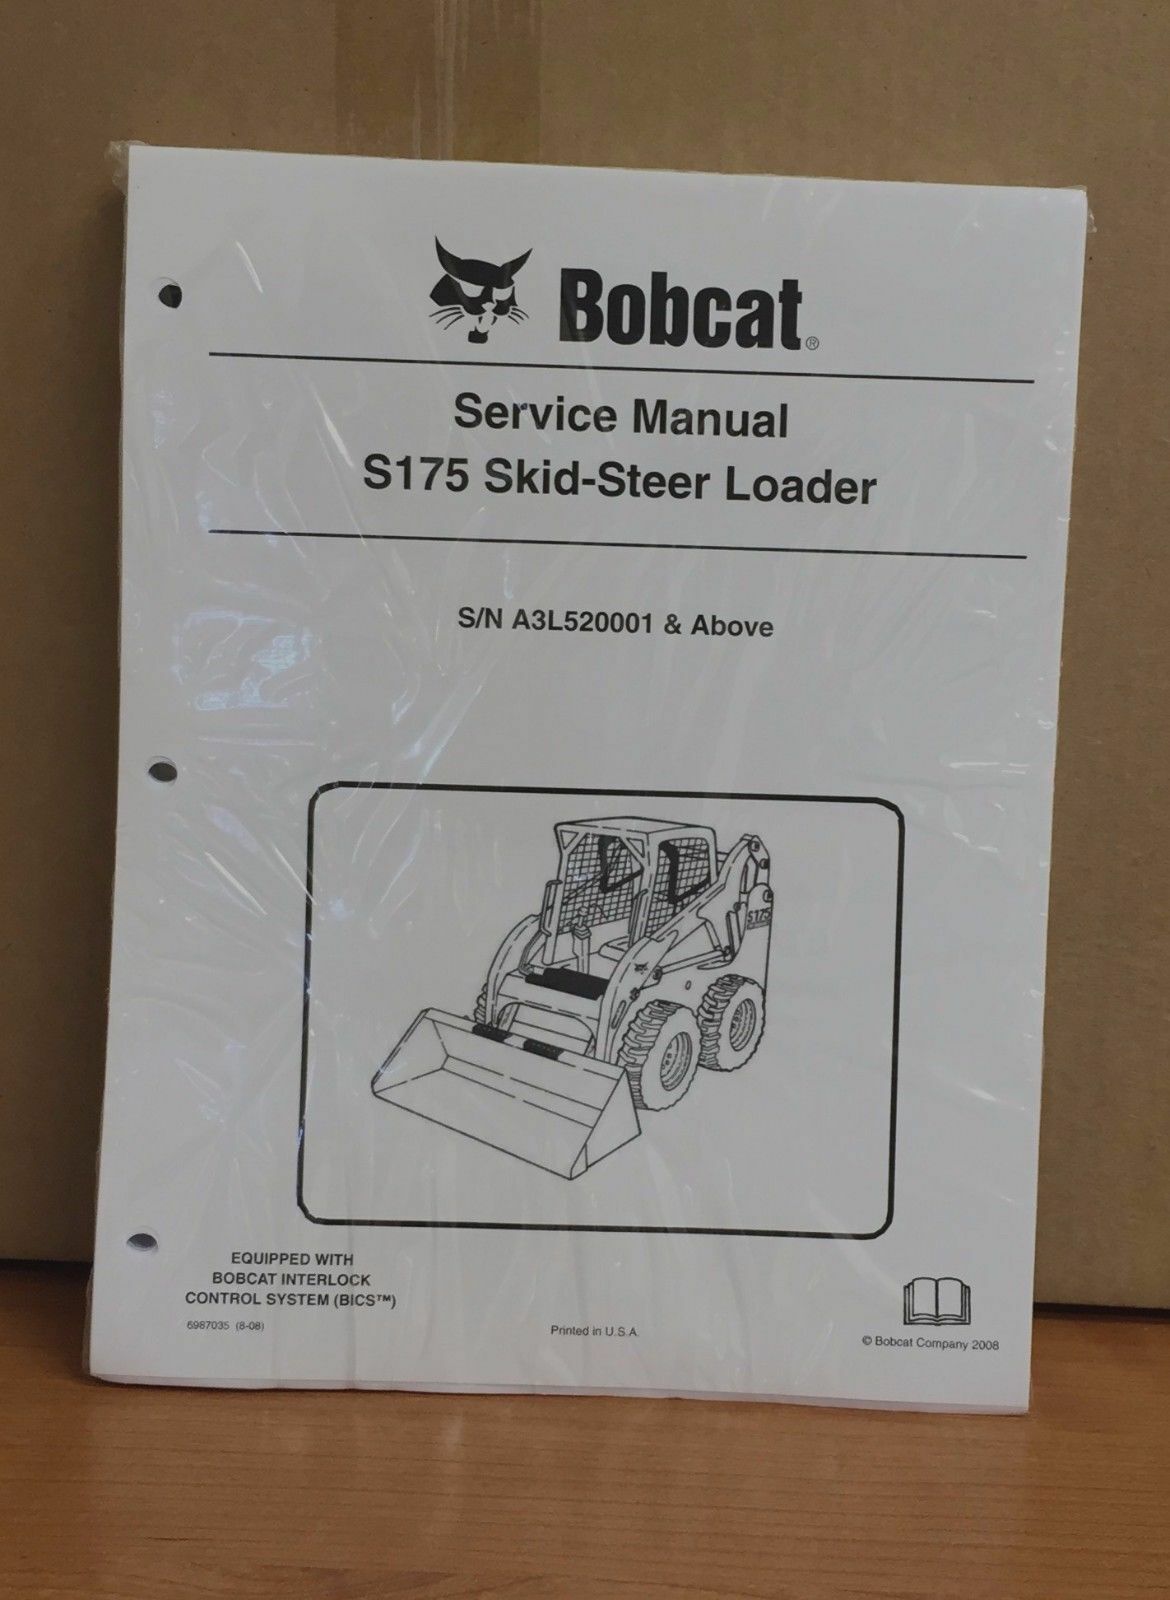 Bobcat®
Service Manual
S175 Skid-Steer Loader
S/N A3L520001 & Above
S175
EQUIPPED WITH
BOBCAT INTERLOCK
CONTROL SYSTEM (BICS™)
6987035 (8-08)
Printed in U.S.A.
© Bobcat Company 2008